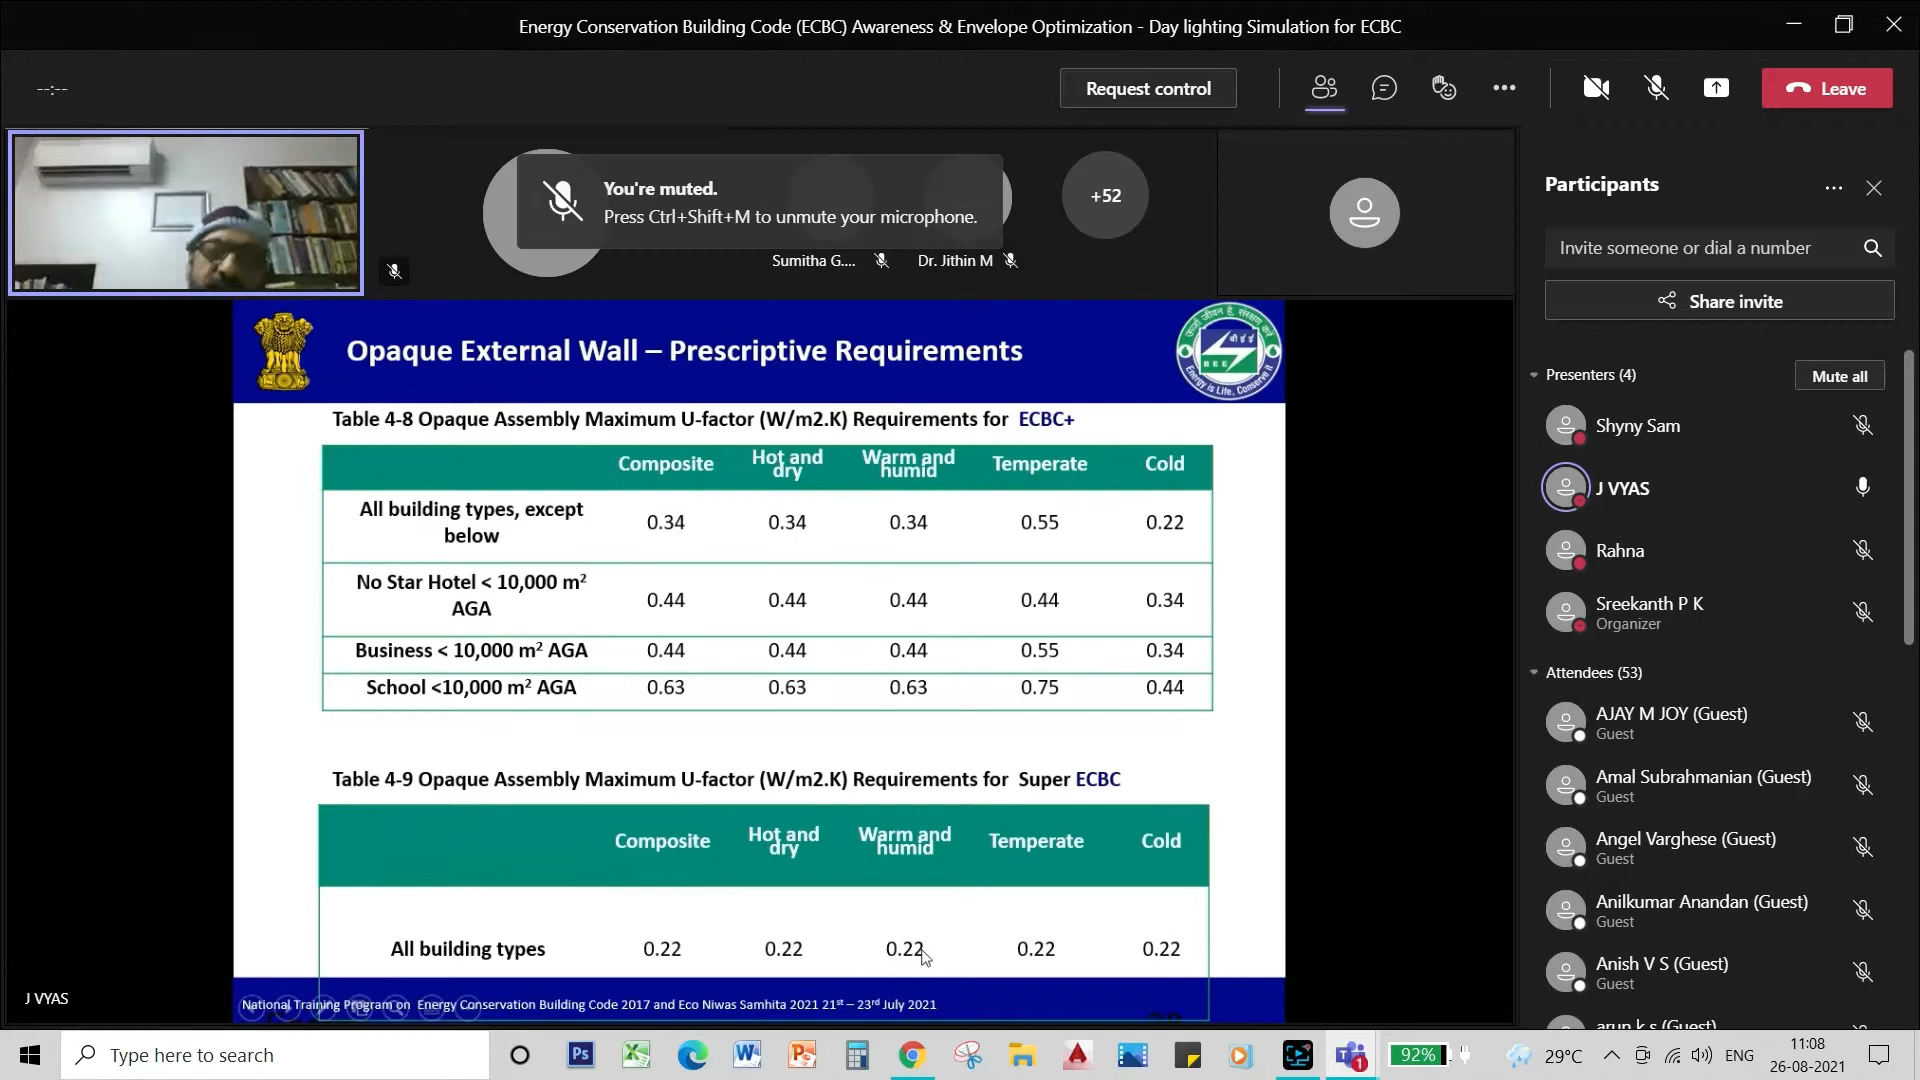 Energy Conservation Building Code (ECBC) Awareness & Envelope Optimization - Day lighting Simulation for ECBC
--:--
Request control
Leave
You're muted.
Press Ctrl+Shift+M to unmute your microphone.
+52
Sumitha G....
Dr. Jithin M
Participants
Invite someone or dial a number
Share invite
Presenters (4)
Mute all
Shyny Sam
J VYAS
Rahna
Sreekanth P K
Organizer
Attendees (53)
AJAY M JOY (Guest)
Guest
Amal Subrahmanian (Guest)
Guest
Angel Varghese (Guest)
Guest
Anilkumar Anandan (Guest)
Guest
Anish V S (Guest)
Guest
arun k s (Guest)
Opaque External Wall – Prescriptive Requirements
BEE
Energy is Life, Conserve it
Table 4-8 Opaque Assembly Maximum U-factor (W/m2.K) Requirements for ECBC+
Composite Hot and dry Warm and humid Temperate Cold
All building types, except below 0.34 0.34 0.34 0.55 0.22
No Star Hotel < 10,000 m² AGA 0.44 0.44 0.44 0.44 0.34
Business < 10,000 m² AGA 0.44 0.44 0.44 0.55 0.34
School <10,000 m² AGA 0.63 0.63 0.63 0.75 0.44
Table 4-9 Opaque Assembly Maximum U-factor (W/m2.K) Requirements for Super ECBC
Composite Hot and dry Warm and humid Temperate Cold
All building types 0.22 0.22 0.22 0.22 0.22
National Training Program on Energy Conservation Building Code 2017 and Eco Niwas Samhita 2021 21st – 23rd July 2021
J VYAS
Type here to search
92%
29°C
ENG
11:08
26-08-2021